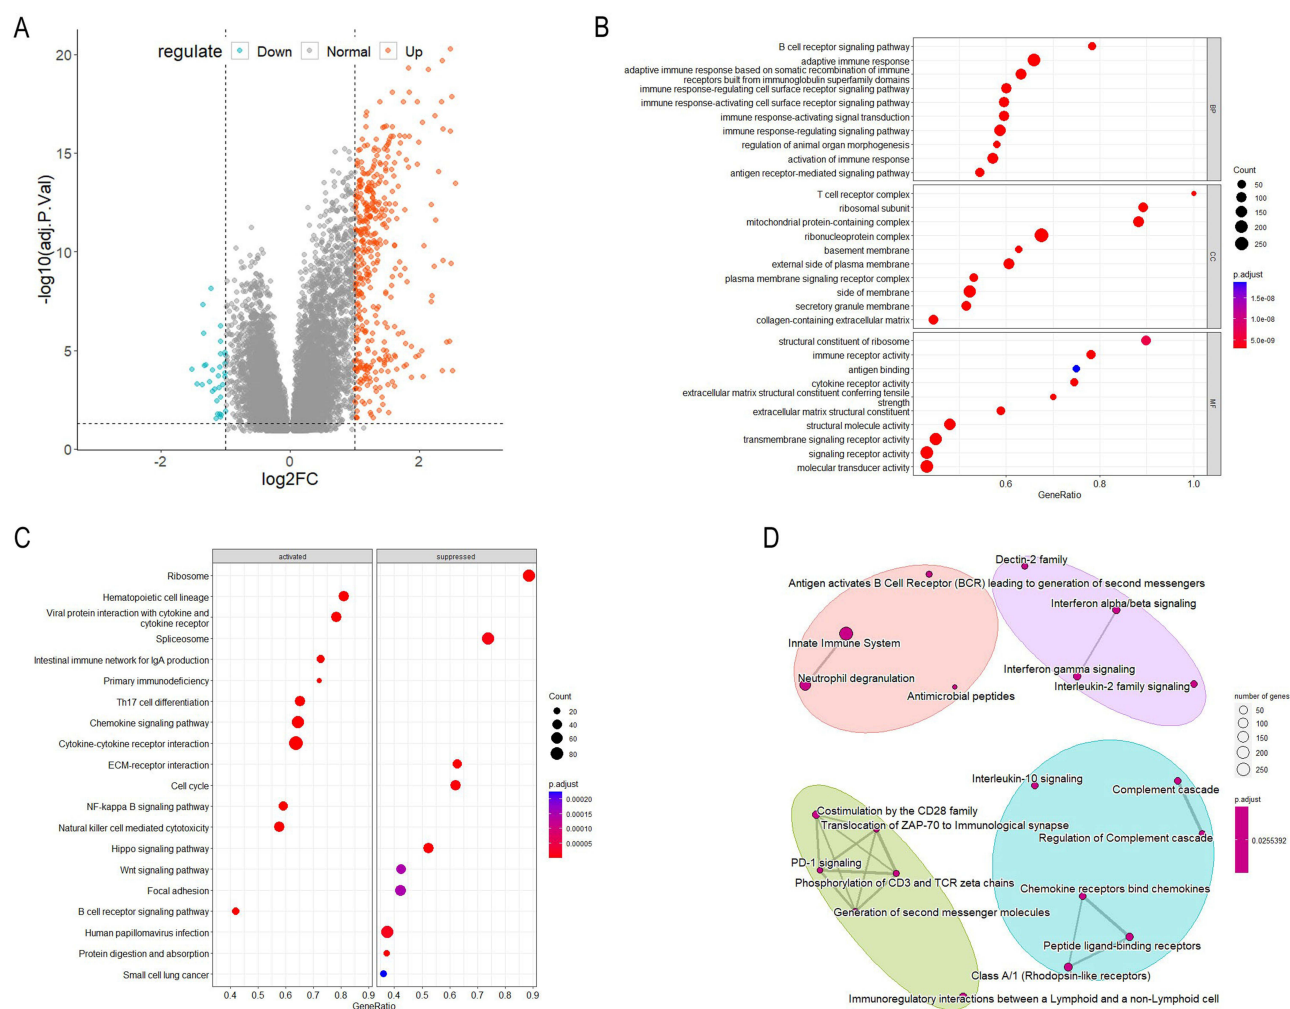 A
regulate Down Normal Up
20
15
10
5
0
-log10(adj.P.Val)
-2 0 2
log2FC
B
B cell receptor signaling pathway
adaptive immune response
adaptive immune response based on somatic recombination of immune
receptors built from immunoglobulin superfamily domains
immune response-regulating cell surface receptor signaling pathway
immune response-activating cell surface receptor signaling pathway
immune response-activating signal transduction
immune response-regulating signaling pathway
regulation of animal organ morphogenesis
activation of immune response
antigen receptor-mediated signaling pathway
BP
T cell receptor complex
ribosomal subunit
mitochondrial protein-containing complex
ribonucleoprotein complex
basement membrane
external side of plasma membrane
plasma membrane signaling receptor complex
side of membrane
secretory granule membrane
collagen-containing extracellular matrix
CC
structural constituent of ribosome
immune receptor activity
antigen binding
cytokine receptor activity
extracellular matrix structural constituent conferring tensile
strength
extracellular matrix structural constituent
structural molecule activity
transmembrane signaling receptor activity
signaling receptor activity
molecular transducer activity
MF
0.6 0.8 1.0
GeneRatio
Count
50
100
150
200
250
p.adjust
1.5e-08
1.0e-08
5.0e-09
C
activated suppressed
Ribosome
Hematopoietic cell lineage
Viral protein interaction with cytokine and
cytokine receptor
Spliceosome
Intestinal immune network for IgA production
Primary immunodeficiency
Th17 cell differentiation
Chemokine signaling pathway
Cytokine-cytokine receptor interaction
ECM-receptor interaction
Cell cycle
NF-kappa B signaling pathway
Natural killer cell mediated cytotoxicity
Hippo signaling pathway
Wnt signaling pathway
Focal adhesion
B cell receptor signaling pathway
Human papillomavirus infection
Protein digestion and absorption
Small cell lung cancer
0.4 0.5 0.6 0.7 0.8 0.9 0.4 0.5 0.6 0.7 0.8 0.9
GeneRatio
Count
20
40
60
80
p.adjust
0.00020
0.00015
0.00010
0.00005
D
Dectin-2 family
Antigen activates B Cell Receptor (BCR) leading to generation of second messengers
Interferon alpha/beta signaling
Innate Immune System
Interferon gamma signaling
Neutrophil degranulation
Interleukin-2 family signaling
Antimicrobial peptides
Interleukin-10 signaling
Complement cascade
Costimulation by the CD28 family
Translocation of ZAP-70 to Immunological synapse
Regulation of Complement cascade
PD-1 signaling
Phosphorylation of CD3 and TCR zeta chains
Chemokine receptors bind chemokines
Generation of second messenger molecules
Peptide ligand-binding receptors
Class A/1 (Rhodopsin-like receptors)
Immunoregulatory interactions between a Lymphoid and a non-Lymphoid cell
number of genes
50
100
150
200
250
p.adjust
0.0255392